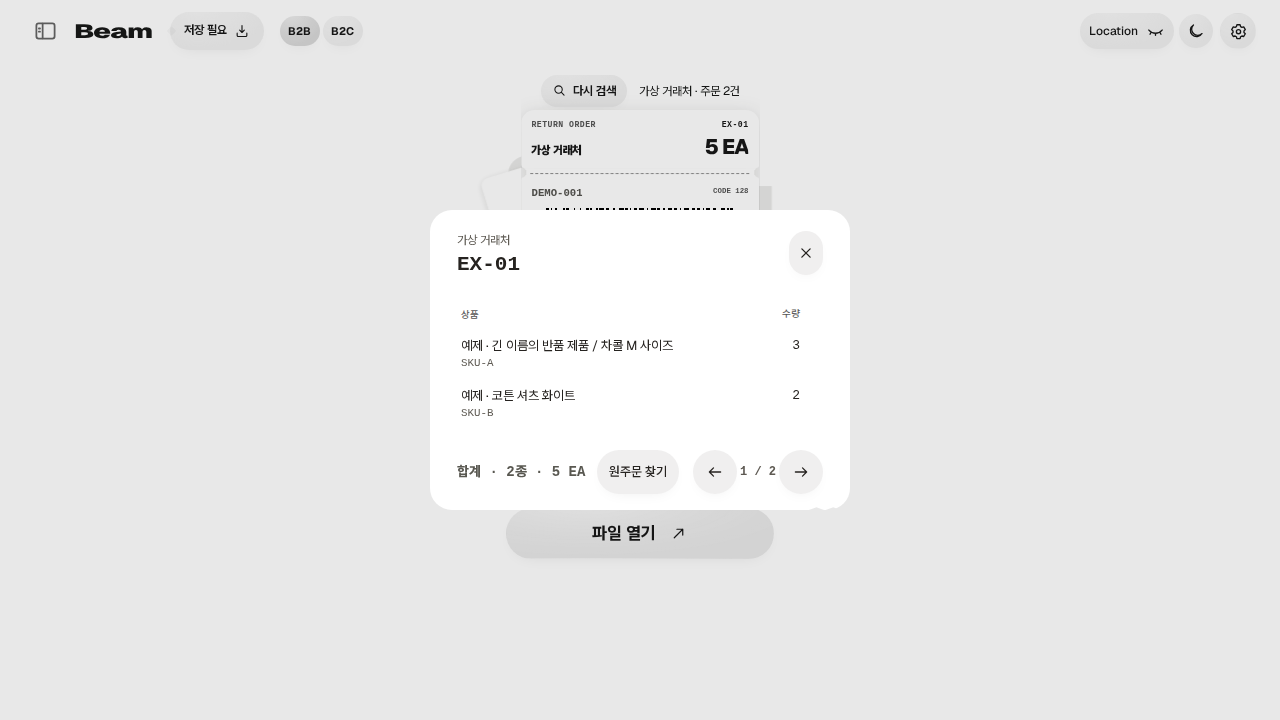 Beam
저장 필요
B2B
B2C
Location
다시 검색
가상 거래처 · 주문 2건
RETURN ORDER
EX-01
가상 거래처
5 EA
DEMO-001
CODE 128
가상 거래처
EX-01
상품
수량
예제 · 긴 이름의 반품 제품 / 차콜 M 사이즈
3
SKU-A
예제 · 코튼 셔츠 화이트
2
SKU-B
합계 · 2종 · 5 EA
원주문 찾기
1 / 2
파일 열기